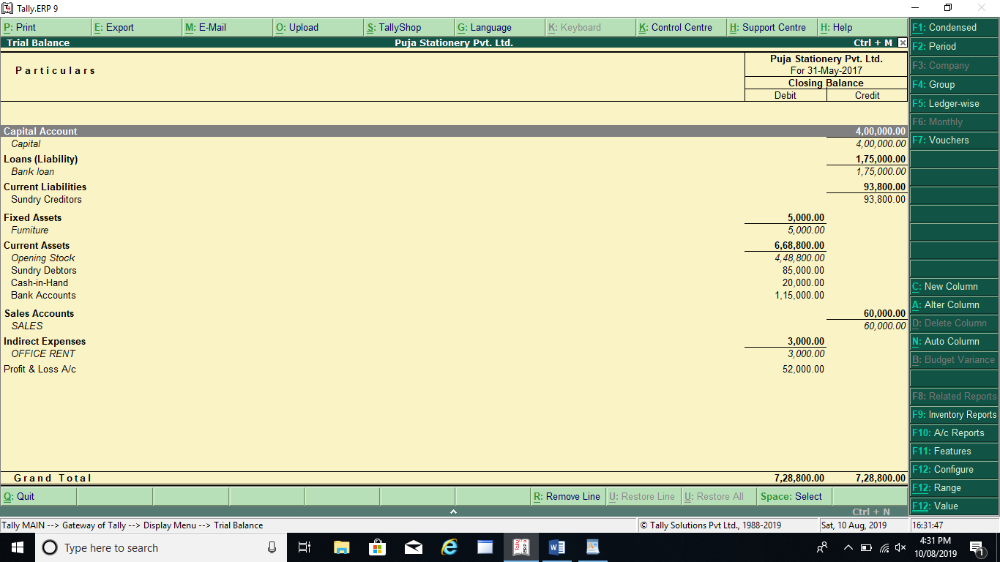 Tally.ERP 9
P: Print E: Export M: E-Mail O: Upload S: TallyShop G: Language K: Keyboard K: Control Centre H: Support Centre H: Help
F1: Condensed
Trial Balance Puja Stationery Pvt. Ltd. Ctrl + M
F2: Period
Particulars
Puja Stationery Pvt. Ltd.
For 31-May-2017
Closing Balance
Debit Credit
F3: Company
F4: Group
F5: Ledger-wise
F6: Monthly
F7: Vouchers
Capital Account 4,00,000.00
Capital 4,00,000.00
Loans (Liability) 1,75,000.00
Bank loan 1,75,000.00
Current Liabilities 93,800.00
Sundry Creditors 93,800.00
Fixed Assets 5,000.00
Furniture 5,000.00
Current Assets 6,68,800.00
Opening Stock 4,48,800.00
Sundry Debtors 85,000.00
Cash-in-Hand 20,000.00
Bank Accounts 1,15,000.00
Sales Accounts 60,000.00
SALES 60,000.00
Indirect Expenses 3,000.00
OFFICE RENT 3,000.00
Profit & Loss A/c 52,000.00
Grand Total 7,28,800.00 7,28,800.00
C: New Column
A: Alter Column
D: Delete Column
N: Auto Column
B: Budget Variance
F8: Related Reports
F9: Inventory Reports
F10: A/c Reports
F11: Features
F12: Configure
F12: Range
F12: Value
Q: Quit R: Remove Line U: Restore Line U: Restore All Space: Select
Ctrl + N
Tally MAIN --> Gateway of Tally --> Display Menu --> Trial Balance © Tally Solutions Pvt Ltd., 1988-2019 Sat, 10 Aug, 2019 16:31:47
Type here to search
4:31 PM
10/08/2019
1